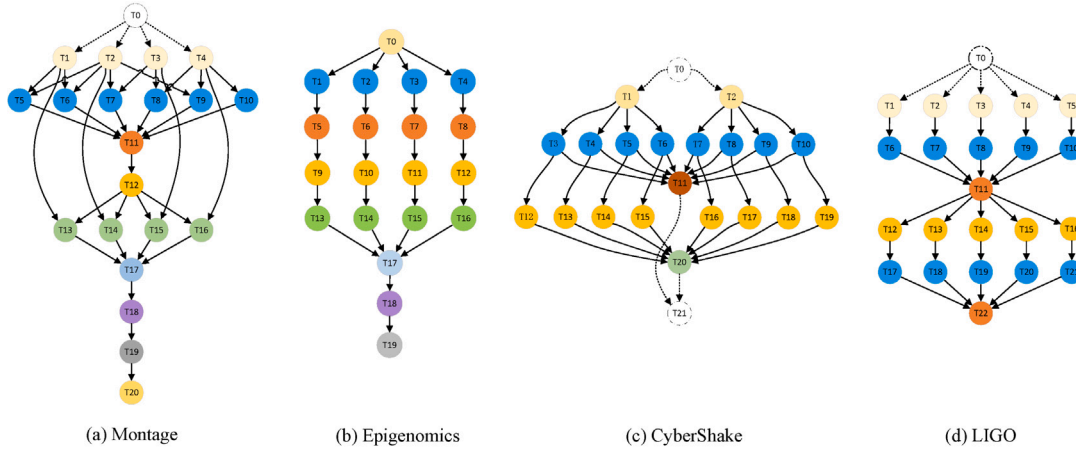 T0
T1 T2 T3 T4
T5 T6 T7 T8 T9 T10
T11
T12
T13 T14 T15 T16
T17
T18
T19
T20
(a) Montage
T0
T1 T2 T3 T4
T5 T6 T7 T8
T9 T10 T11 T12
T13 T14 T15 T16
T17
T18
T19
(b) Epigenomics
T0
T1 T2
T3 T4 T5 T6 T7 T8 T9 T10
T11
T12 T13 T14 T15 T16 T17 T18 T19
T20
T21
(c) CyberShake
T0
T1 T2 T3 T4 T5
T6 T7 T8 T9 T10
T11
T12 T13 T14 T15 T16
T17 T18 T19 T20 T21
T22
(d) LIGO